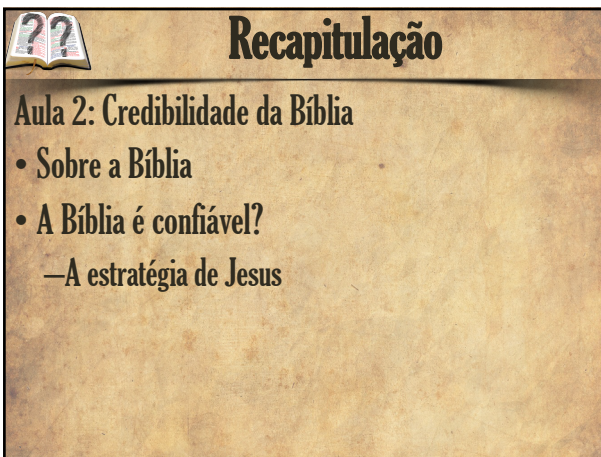 ??
Recapitulação
Aula 2: Credibilidade da Bíblia
• Sobre a Bíblia
• A Bíblia é confiável?
–A estratégia de Jesus